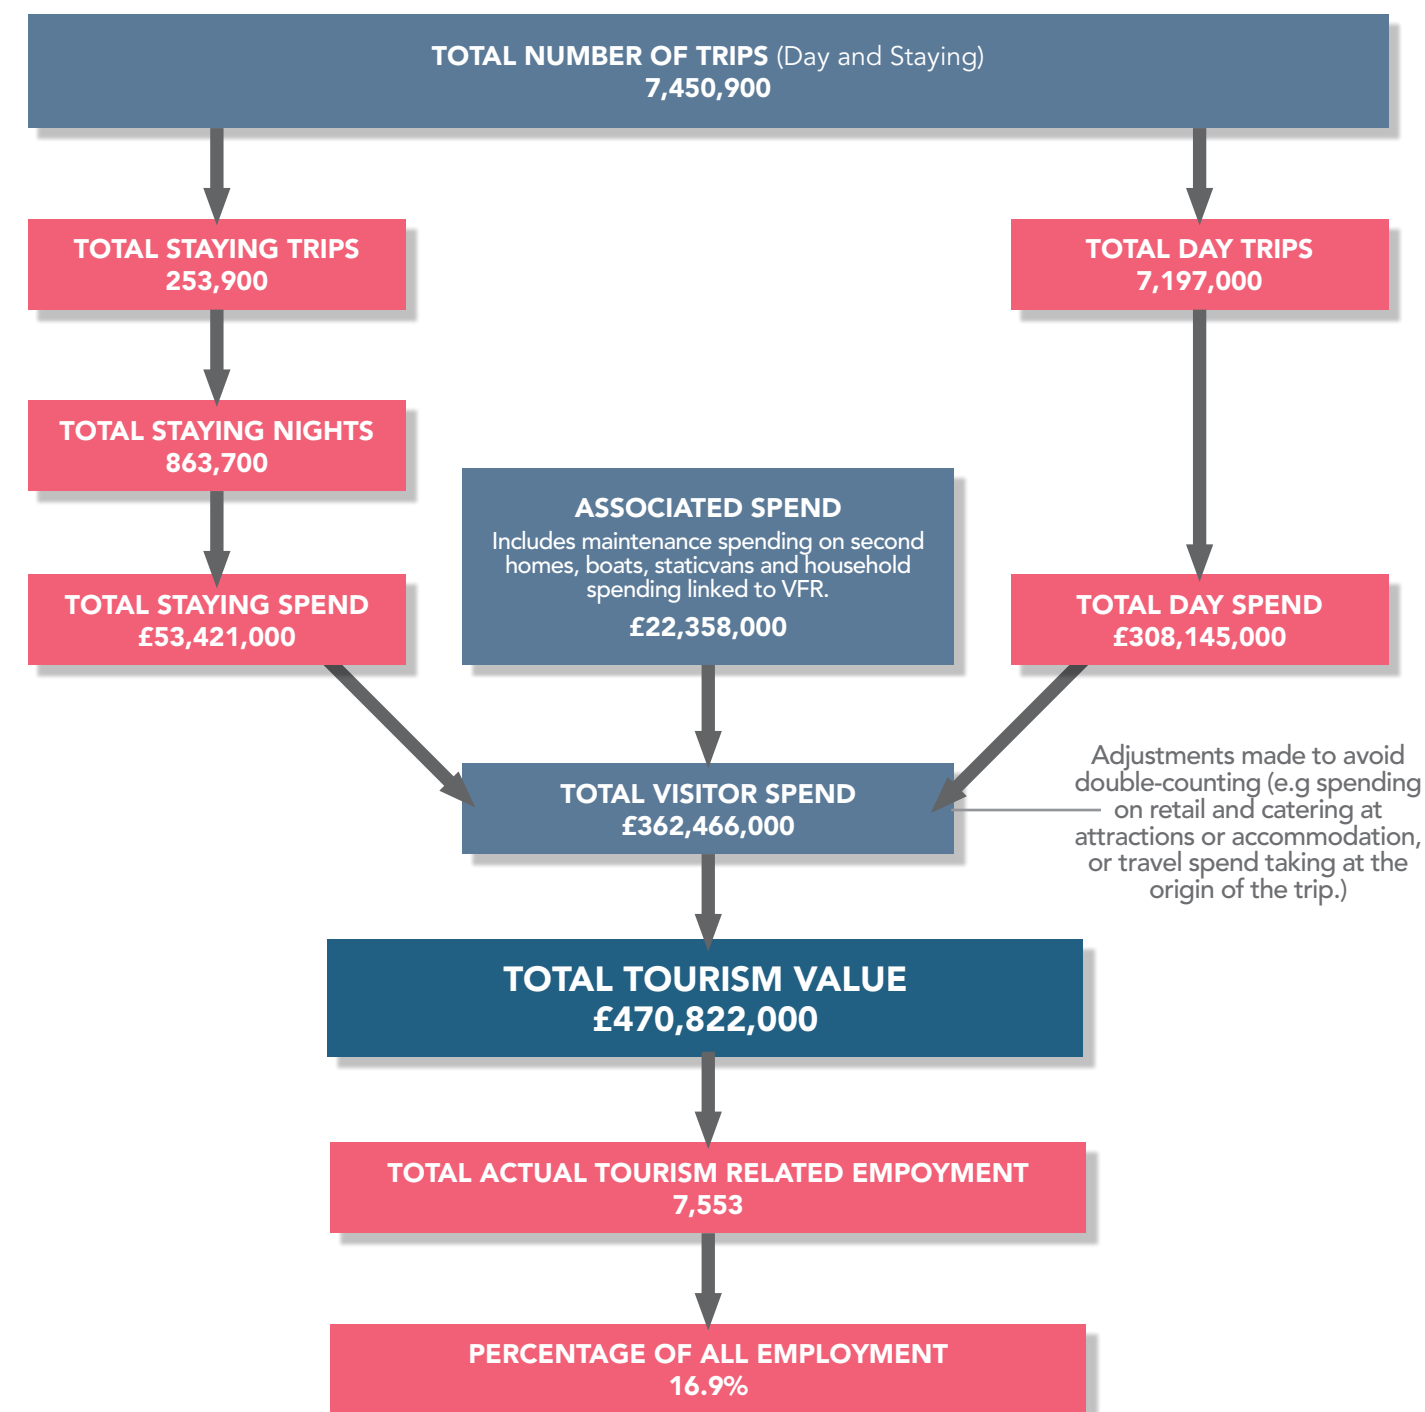 TOTAL NUMBER OF TRIPS (Day and Staying)
7,450,900
TOTAL STAYING TRIPS
253,900
TOTAL DAY TRIPS
7,197,000
TOTAL STAYING NIGHTS
863,700
ASSOCIATED SPEND
Includes maintenance spending on second
homes, boats, staticvans and household
spending linked to VFR.
£22,358,000
TOTAL STAYING SPEND
£53,421,000
TOTAL DAY SPEND
£308,145,000
TOTAL VISITOR SPEND
£362,466,000
Adjustments made to avoid
double-counting (e.g spending
on retail and catering at
attractions or accommodation,
or travel spend taking at the
origin of the trip.)
TOTAL TOURISM VALUE
£470,822,000
TOTAL ACTUAL TOURISM RELATED EMPOYMENT
7,553
PERCENTAGE OF ALL EMPLOYMENT
16.9%